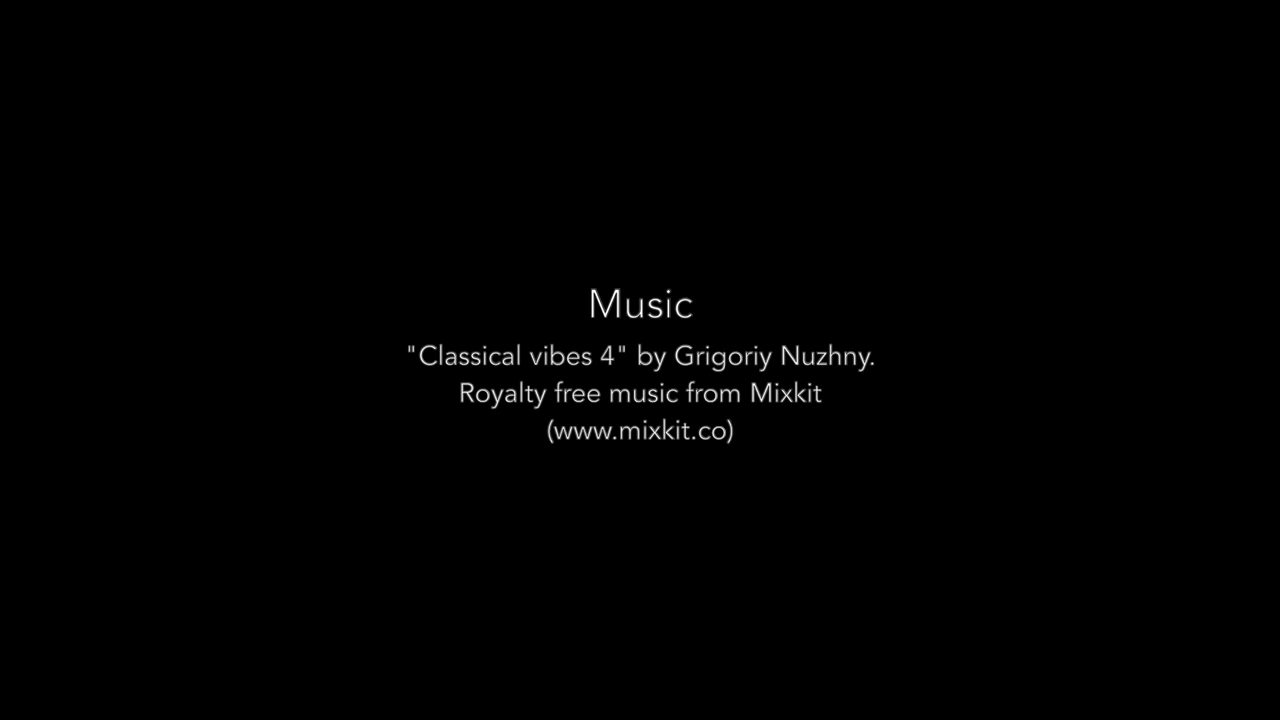 Music
"Classical vibes 4" by Grigoriy Nuzhny.
Royalty free music from Mixkit
(www.mixkit.co)